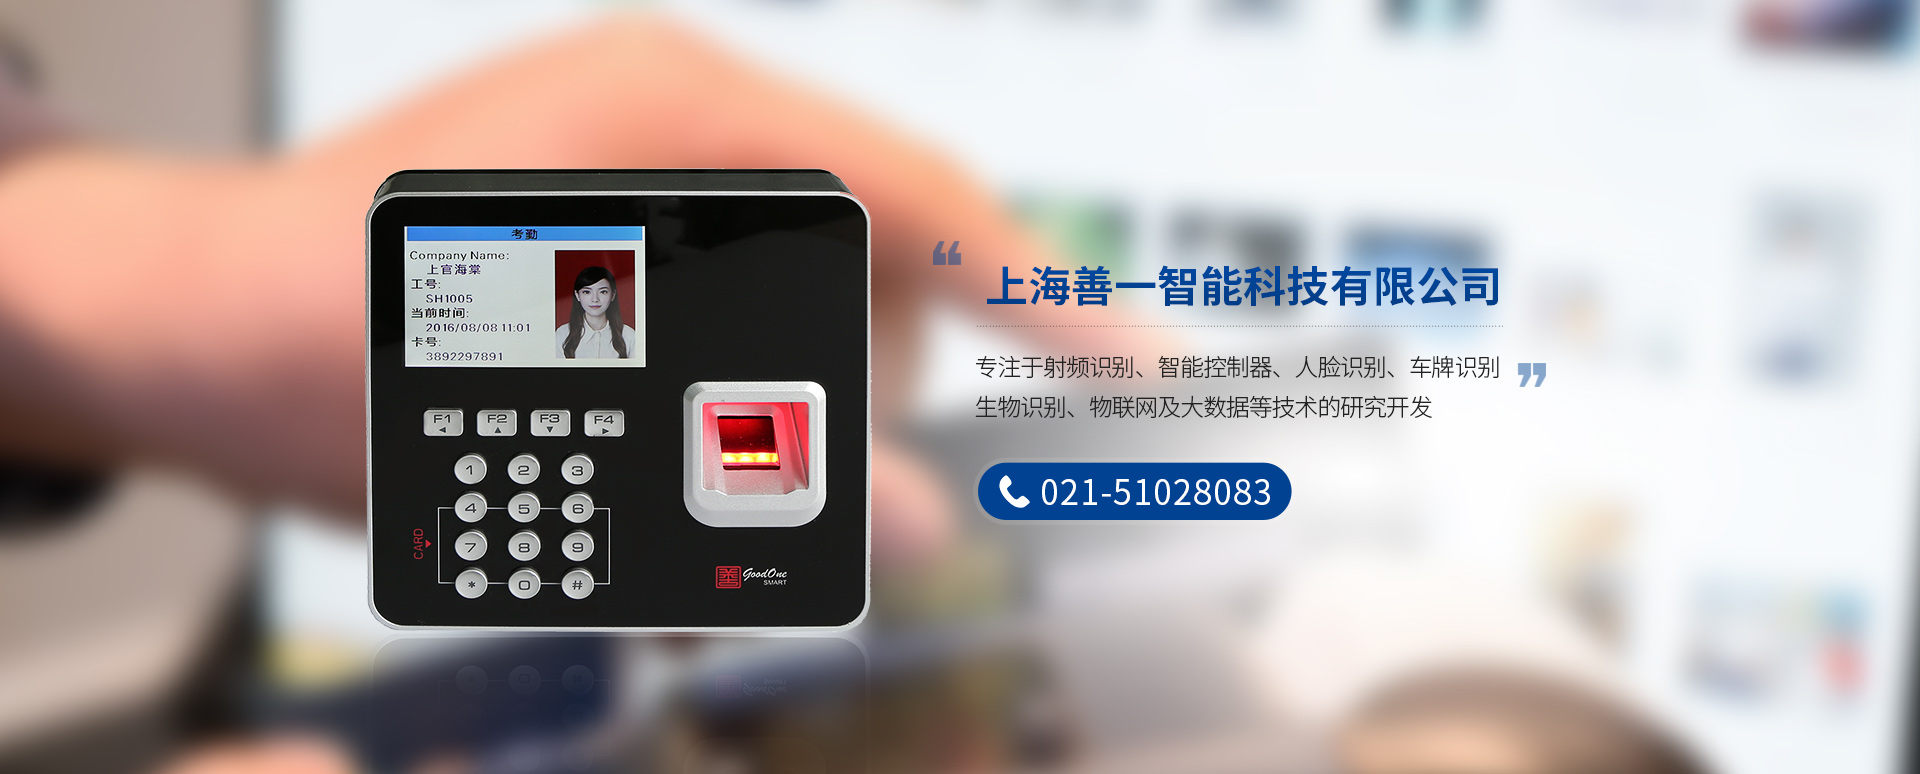 考勤
Company Name:
上官海棠
工号:
SH1005
当前时间:
2016/08/08 11:01
卡号:
3892297891
F1 F2 F3 F4
1 2 3
4 5 6
7 8 9
* 0 #
CARD
善 GoodOne
SMART
❝
上海善一智能科技有限公司
专注于射频识别、智能控制器、人脸识别、车牌识别
生物识别、物联网及大数据等技术的研究开发
❞
021-51028083